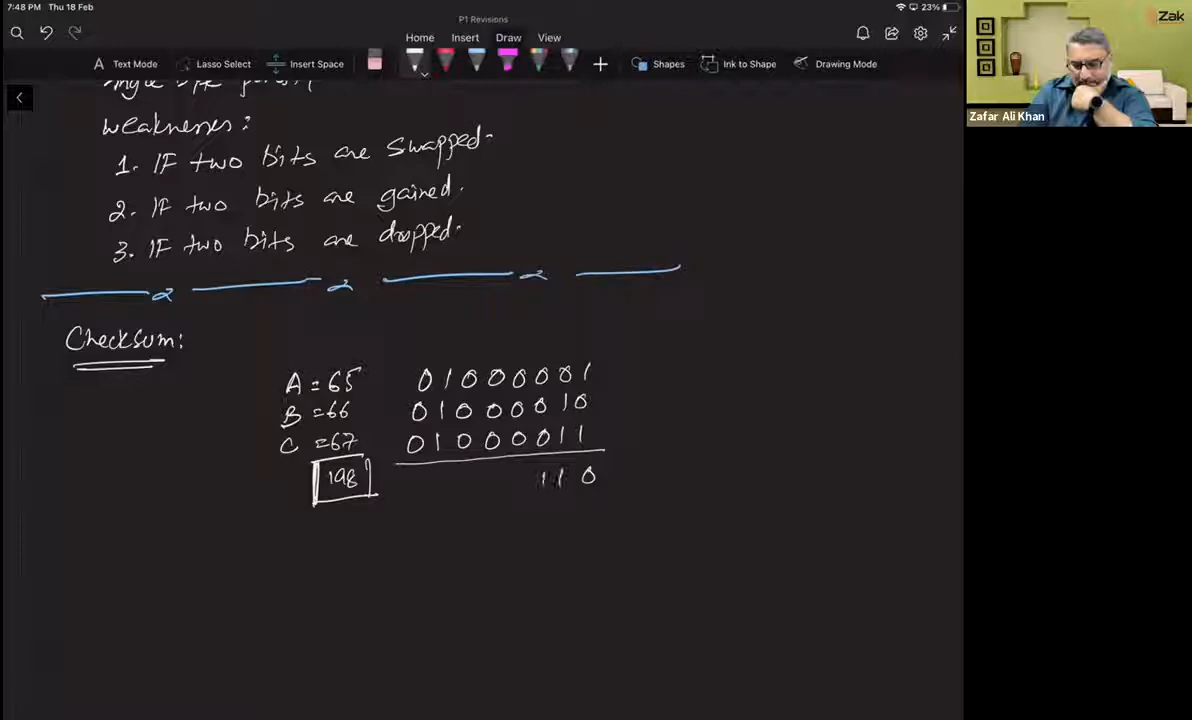 7:48 PM Thu 18 Feb
23%
P1 Revisions
Home Insert Draw View
Text Mode Lasso Select Insert Space Shapes Ink to Shape Drawing Mode
Zak
Zafar Ali Khan
Weaknesses:
1. IF two bits are swapped.
2. IF two bits are gained.
3. IF two bits are dropped.
Checksum:
A = 65 01000001
B = 66 01000010
C = 67 01000011
198 110